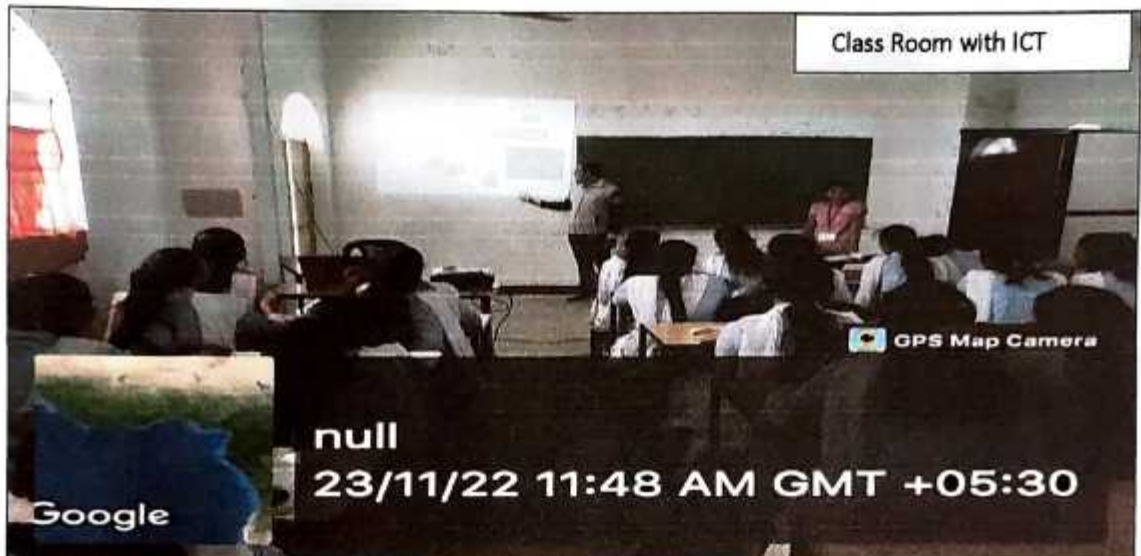 Class Room with ICT
GPS Map Camera
null
23/11/22 11:48 AM GMT +05:30
Google